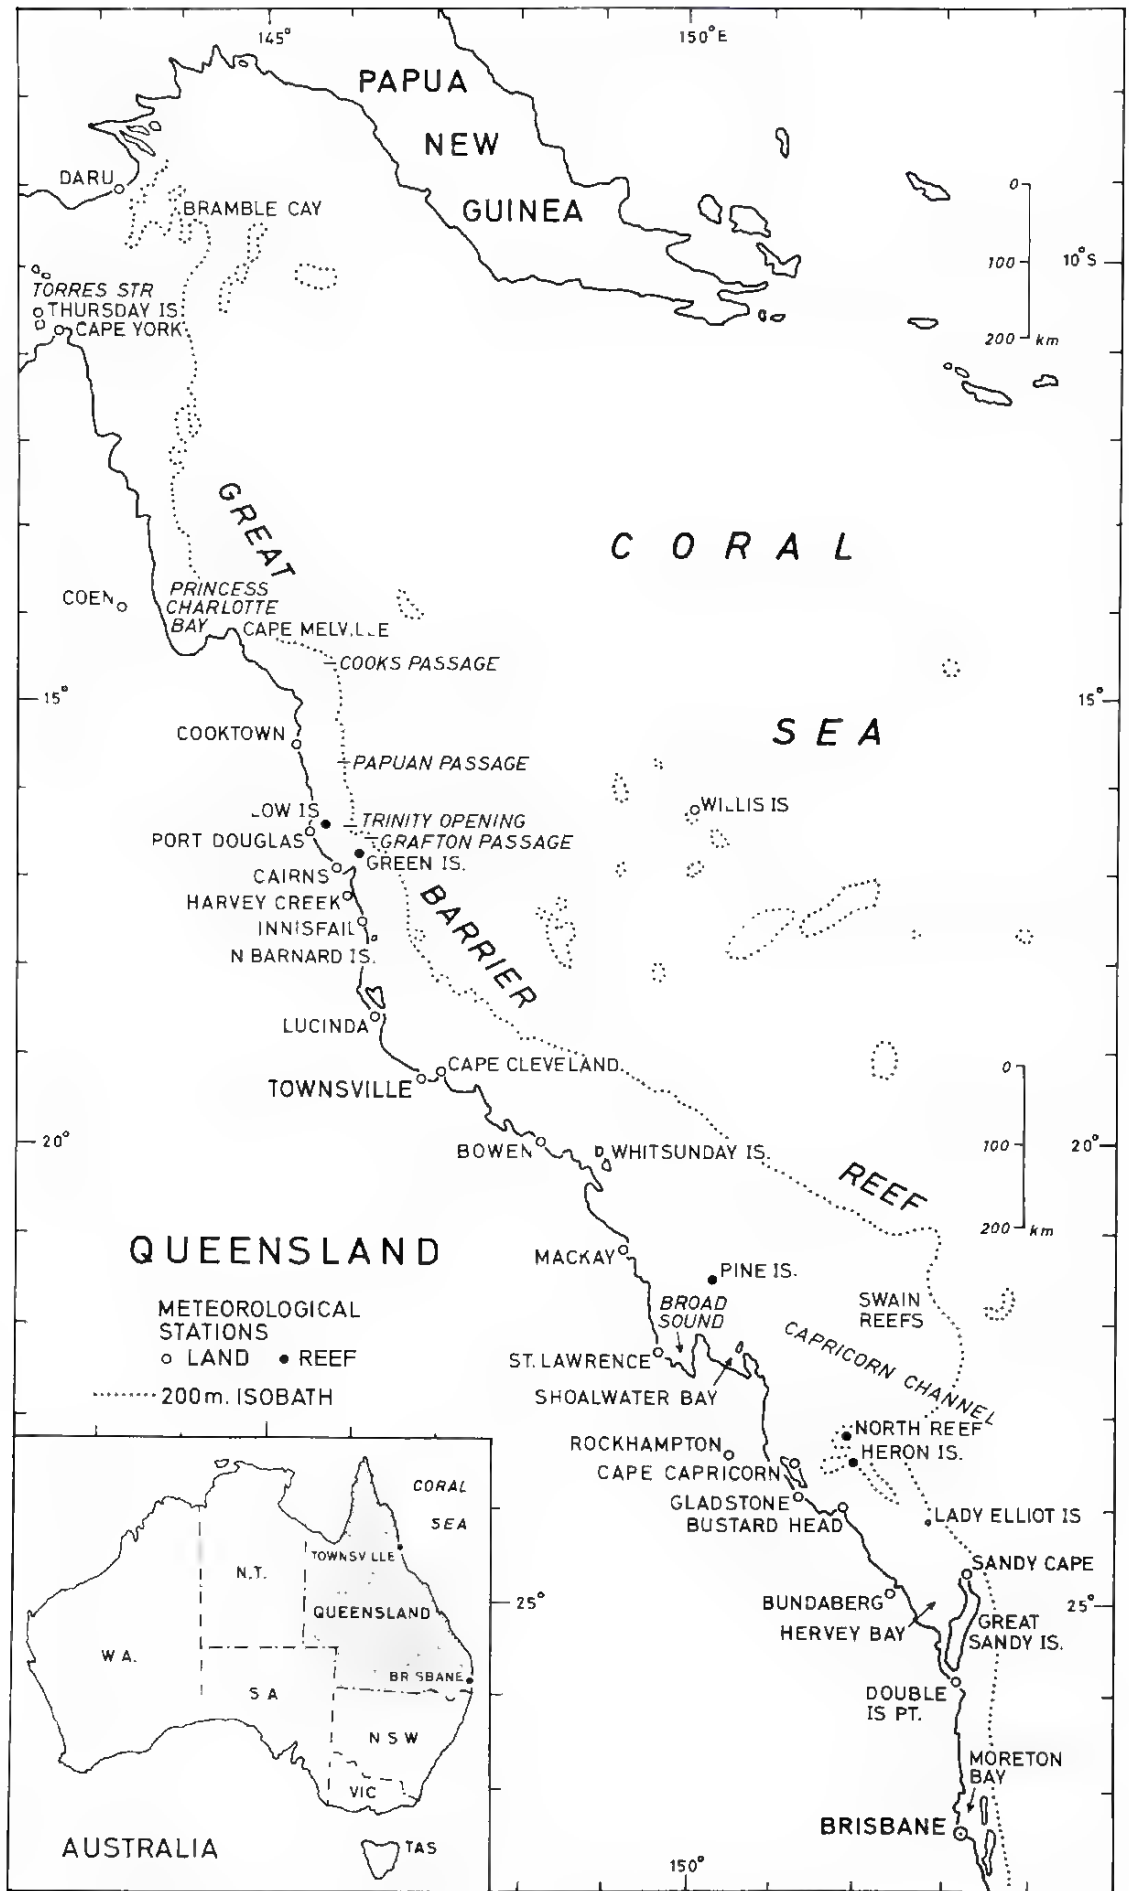 145°
150°E
PAPUA
NEW
GUINEA
DARU
BRAMBLE CAY
0
100
10°S
200 km
TORRES STR
THURSDAY IS
CAPE YORK
GREAT
CORAL
COEN
PRINCESS
CHARLOTTE
BAY
CAPE MELVILLE
COOKS PASSAGE
15°
15°
SEA
COOKTOWN
PAPUAN PASSAGE
WILLIS IS
LOW IS
TRINITY OPENING
PORT DOUGLAS
GRAFTON PASSAGE
GREEN IS.
CAIRNS
HARVEY CREEK
BARRIER
INNISFAIL
N BARNARD IS.
LUCINDA
CAPE CLEVELAND
TOWNSVILLE
0
100
200 km
20°
20°
BOWEN
WHITSUNDAY IS.
REEF
QUEENSLAND
MACKAY
PINE IS.
METEOROLOGICAL
STATIONS
LAND REEF
200m. ISOBATH
BROAD
SOUND
SWAIN
REEFS
CAPRICORN CHANNEL
ST. LAWRENCE
SHOALWATER BAY
NORTH REEF
HERON IS.
ROCKHAMPTON
CAPE CAPRICORN
GLADSTONE
BUSTARD HEAD
LADY ELLIOT IS
SANDY CAPE
BUNDABERG
HERVEY BAY
GREAT
SANDY IS.
25°
25°
DOUBLE
IS PT.
MORETON
BAY
BRISBANE
150°
CORAL
SEA
TOWNSVILLE
N.T.
QUEENSLAND
W A.
BRISBANE
S A
N S W
VIC
AUSTRALIA
TAS